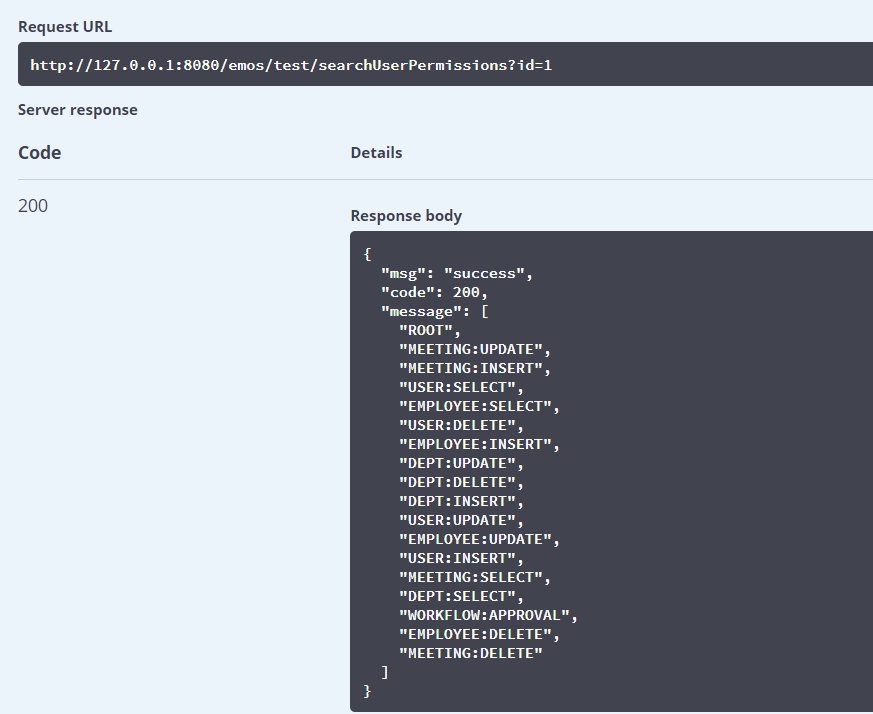 Request URL
http://127.0.0.1:8080/emos/test/searchUserPermissions?id=1
Server response
Code Details
200
Response body
{
  "msg": "success",
  "code": 200,
  "message": [
    "ROOT",
    "MEETING:UPDATE",
    "MEETING:INSERT",
    "USER:SELECT",
    "EMPLOYEE:SELECT",
    "USER:DELETE",
    "EMPLOYEE:INSERT",
    "DEPT:UPDATE",
    "DEPT:DELETE",
    "DEPT:INSERT",
    "USER:UPDATE",
    "EMPLOYEE:UPDATE",
    "USER:INSERT",
    "MEETING:SELECT",
    "DEPT:SELECT",
    "WORKFLOW:APPROVAL",
    "EMPLOYEE:DELETE",
    "MEETING:DELETE"
  ]
}